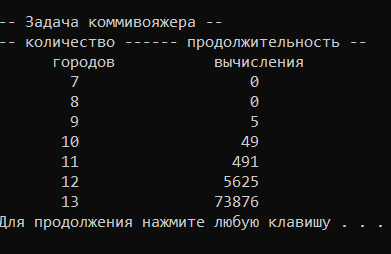 -- Задача коммивояжера --
-- количество ------ продолжительность --
городов вычисления
7 0
8 0
9 5
10 49
11 491
12 5625
13 73876
Для продолжения нажмите любую клавишу . . .